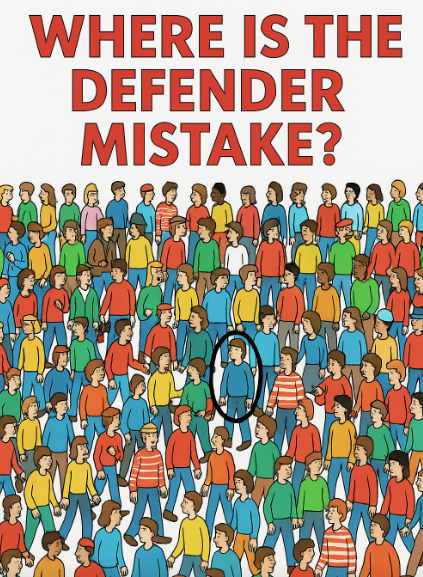 WHERE IS THE
DEFENDER
MISTAKE?